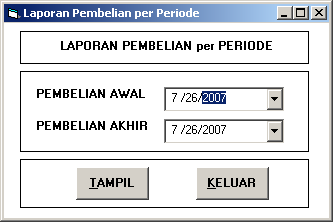 Laporan Pembelian per Periode
LAPORAN PEMBELIAN per PERIODE
PEMBELIAN AWAL 7 /26/2007
PEMBELIAN AKHIR 7 /26/2007
TAMPIL KELUAR